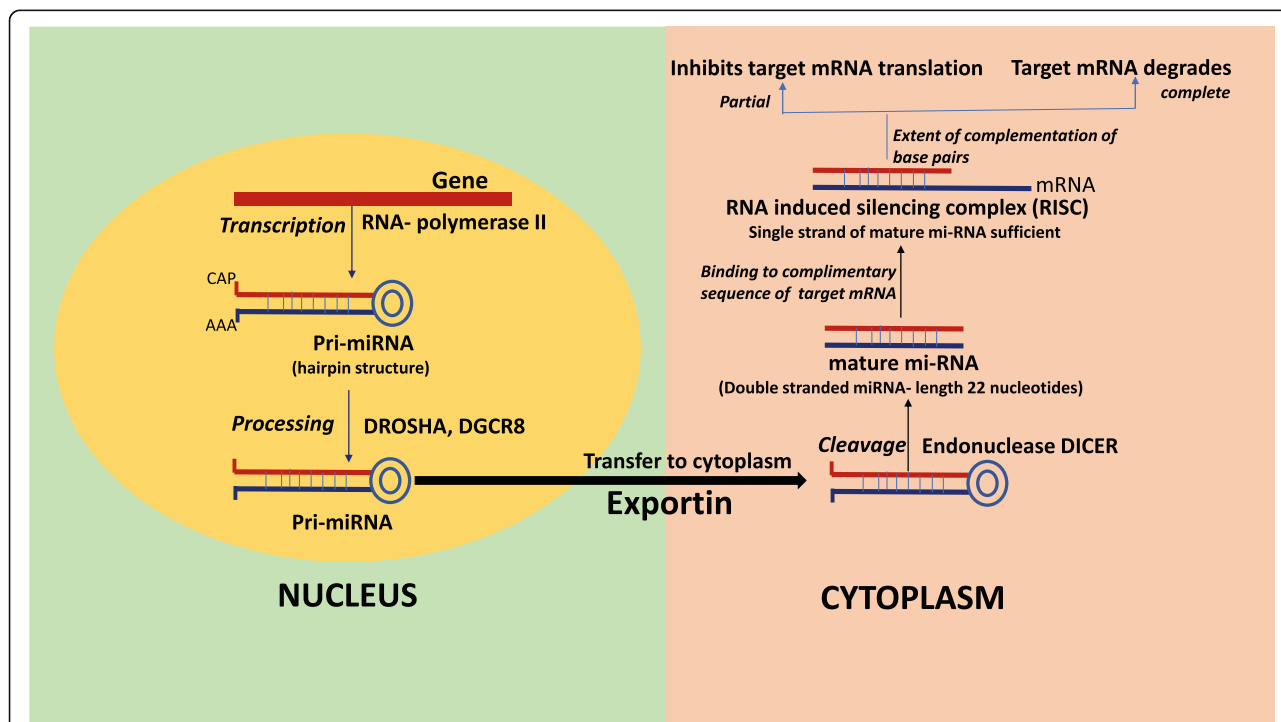 Gene
Transcription RNA- polymerase II
CAP
AAA
Pri-miRNA
(hairpin structure)
Processing DROSHA, DGCR8
Pri-miRNA
NUCLEUS
Transfer to cytoplasm
Exportin
Inhibits target mRNA translation Target mRNA degrades
Partial complete
Extent of complementation of
base pairs
mRNA
RNA induced silencing complex (RISC)
Single strand of mature mi-RNA sufficient
Binding to complimentary
sequence of target mRNA
mature mi-RNA
(Double stranded miRNA- length 22 nucleotides)
Cleavage Endonuclease DICER
CYTOPLASM